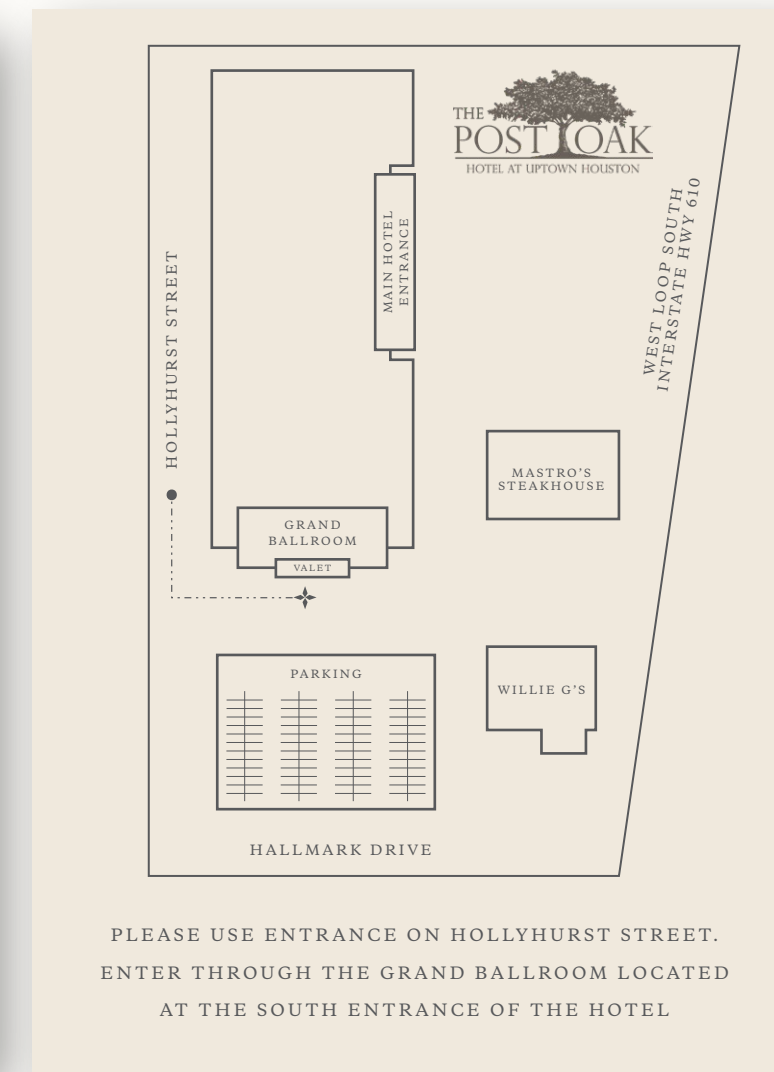 THE
POST OAK
HOTEL AT UPTOWN HOUSTON
WEST LOOP SOUTH
INTERSTATE HWY 610
MAIN HOTEL
ENTRANCE
HOLLYHURST STREET
MASTRO'S
STEAKHOUSE
GRAND
BALLROOM
VALET
PARKING
WILLIE G'S
HALLMARK DRIVE
PLEASE USE ENTRANCE ON HOLLYHURST STREET.
ENTER THROUGH THE GRAND BALLROOM LOCATED
AT THE SOUTH ENTRANCE OF THE HOTEL